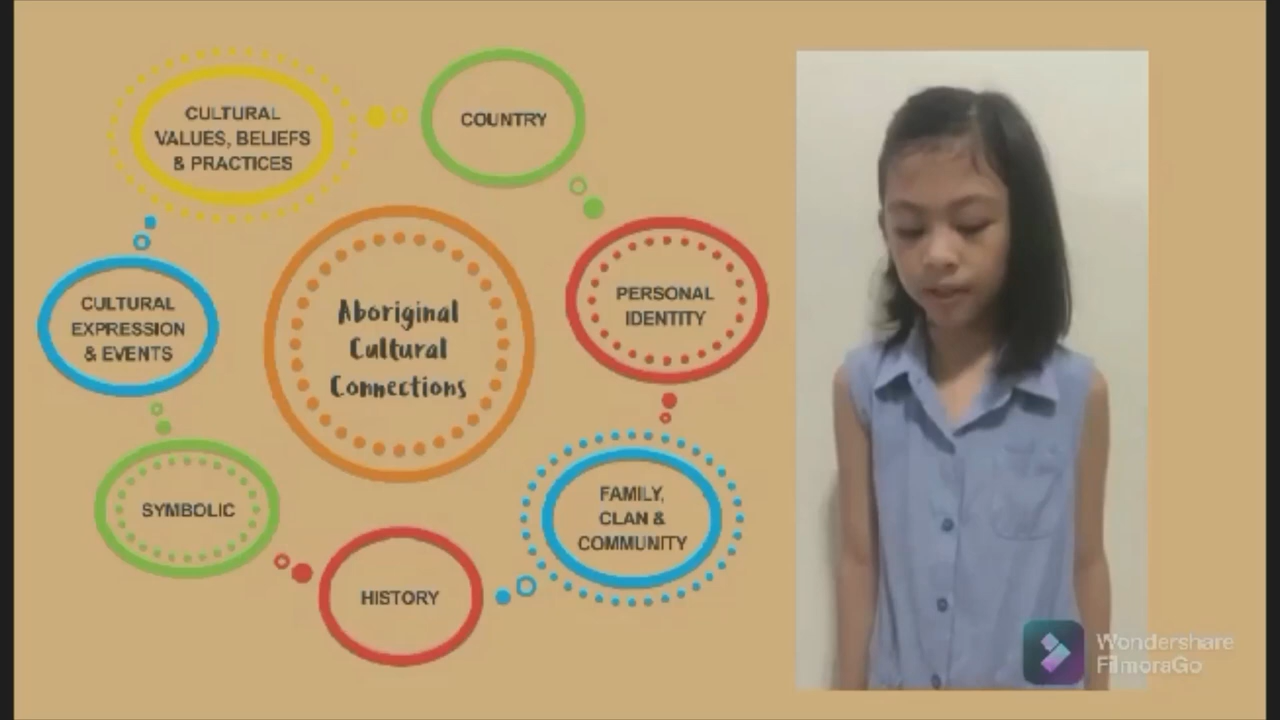 CULTURAL
VALUES, BELIEFS
& PRACTICES
COUNTRY
PERSONAL
IDENTITY
FAMILY,
CLAN &
COMMUNITY
HISTORY
SYMBOLIC
CULTURAL
EXPRESSION
& EVENTS
Aboriginal
Cultural
Connections
Wondershare
FilmoraGo